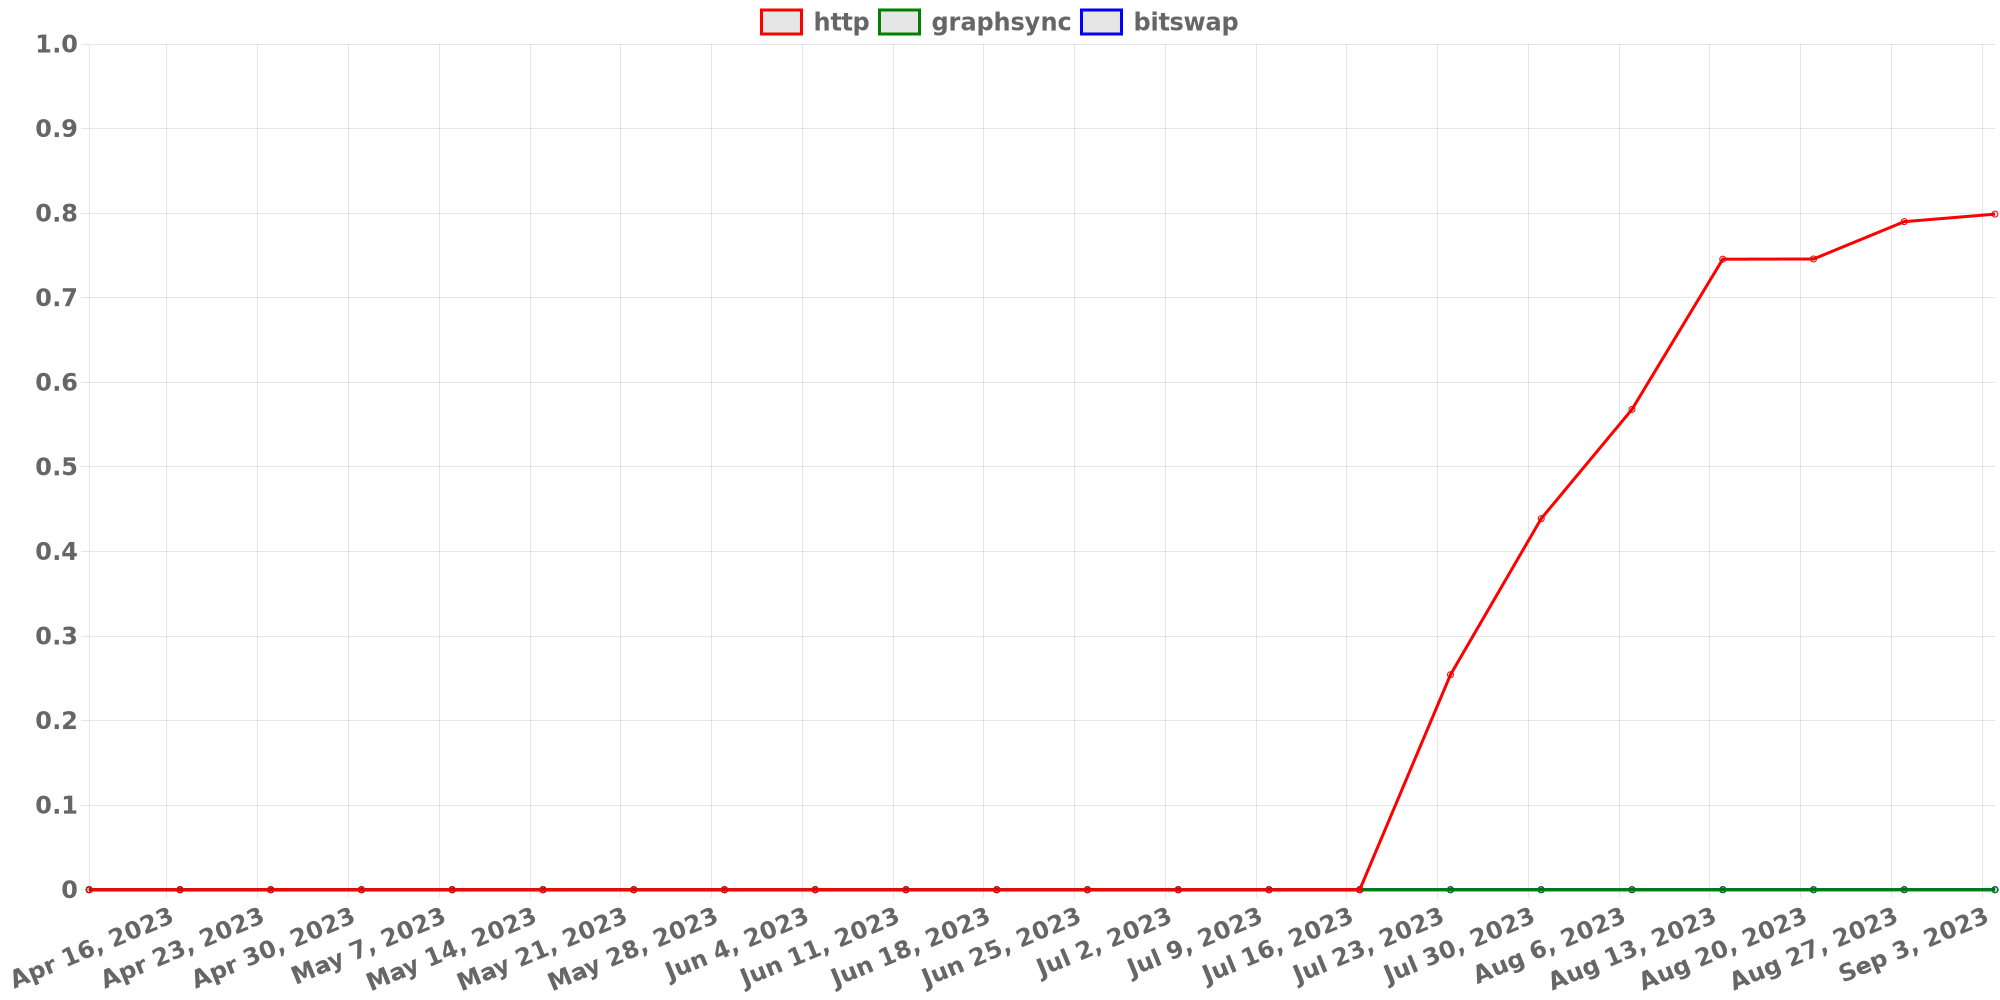 http graphsync bitswap
1.0
0.9
0.8
0.7
0.6
0.5
0.4
0.3
0.2
0.1
0
Apr 16, 2023
Apr 23, 2023
Apr 30, 2023
May 7, 2023
May 14, 2023
May 21, 2023
May 28, 2023
Jun 4, 2023
Jun 11, 2023
Jun 18, 2023
Jun 25, 2023
Jul 2, 2023
Jul 9, 2023
Jul 16, 2023
Jul 23, 2023
Jul 30, 2023
Aug 6, 2023
Aug 13, 2023
Aug 20, 2023
Aug 27, 2023
Sep 3, 2023